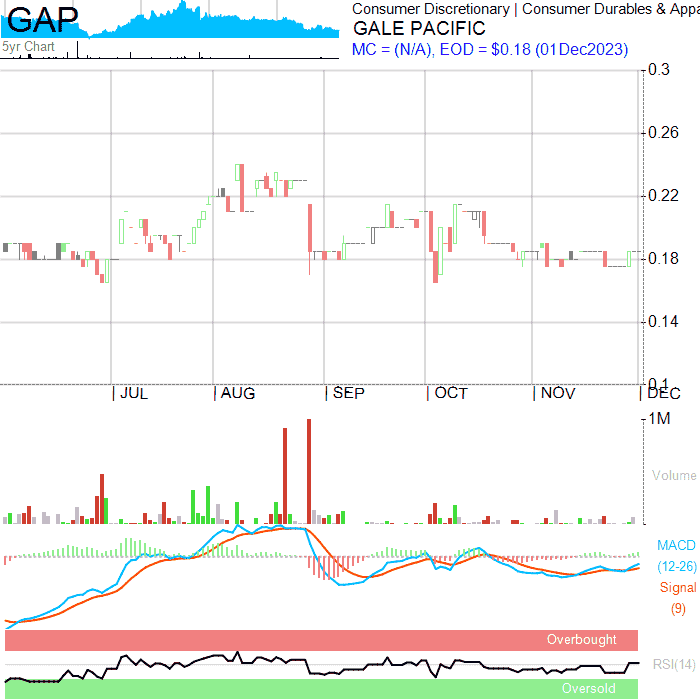 GAP
5yr Chart
Consumer Discretionary | Consumer Durables & Appa
GALE PACIFIC
MC = (N/A), EOD = $0.18 (01Dec2023)
0.3
0.26
0.22
0.18
0.14
0.1
| JUL | AUG | SEP | OCT | NOV | DEC
1M
Volume
MACD
(12-26)
Signal
(9)
Overbought
RSI(14)
Oversold